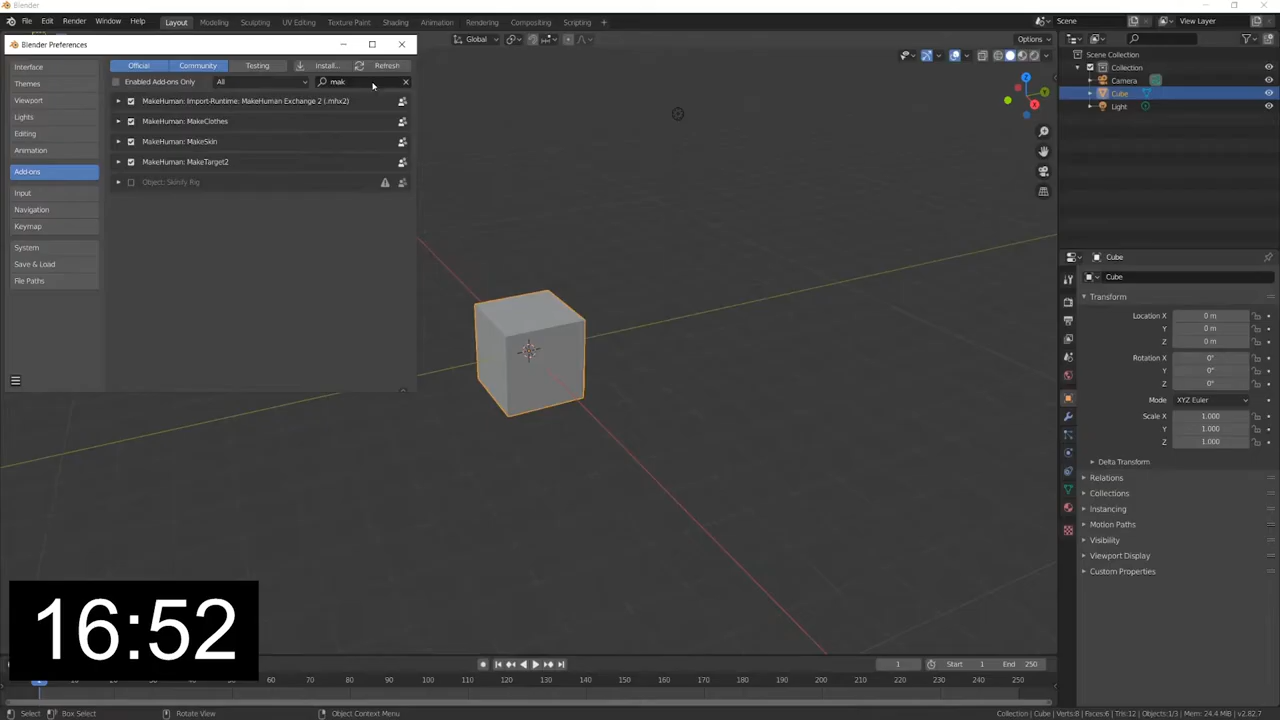 Blender
File Edit Render Window Help Layout Modeling Sculpting UV Editing Texture Paint Shading Animation Rendering Compositing Scripting + Scene View Layer
Blender Preferences
Global Options
Interface
Themes
Viewport
Lights
Editing
Animation
Add-ons
Input
Navigation
Keymap
System
Save & Load
File Paths
Official Community Testing Install... Refresh
Enabled Add-ons Only All mak
MakeHuman: Import-Runtime: MakeHuman Exchange 2 (.mhx2)
MakeHuman: MakeClothes
MakeHuman: MakeSkin
MakeHuman: MakeTarget2
Object: Skinify Rig
Scene Collection
Collection
Camera
Cube
Light
Cube
Cube
Transform
Location X 0 m
Y 0 m
Z 0 m
Rotation X 0°
Y 0°
Z 0°
Mode XYZ Euler
Scale X 1.000
Y 1.000
Z 1.000
Delta Transform
Relations
Collections
Instancing
Motion Paths
Visibility
Viewport Display
Custom Properties
16:52
1 Start 1 End 250
1 20 30 40 50 60 70 80 90 100 110 120 130 140 150 160 170 180 190 200 210 220 230 240 250
Select Box Select Rotate View Object Context Menu Collection | Cube | Verts:8 | Faces:6 | Tris:12 | Objects:1/3 | Mem: 24.4 MiB | v2.82.7